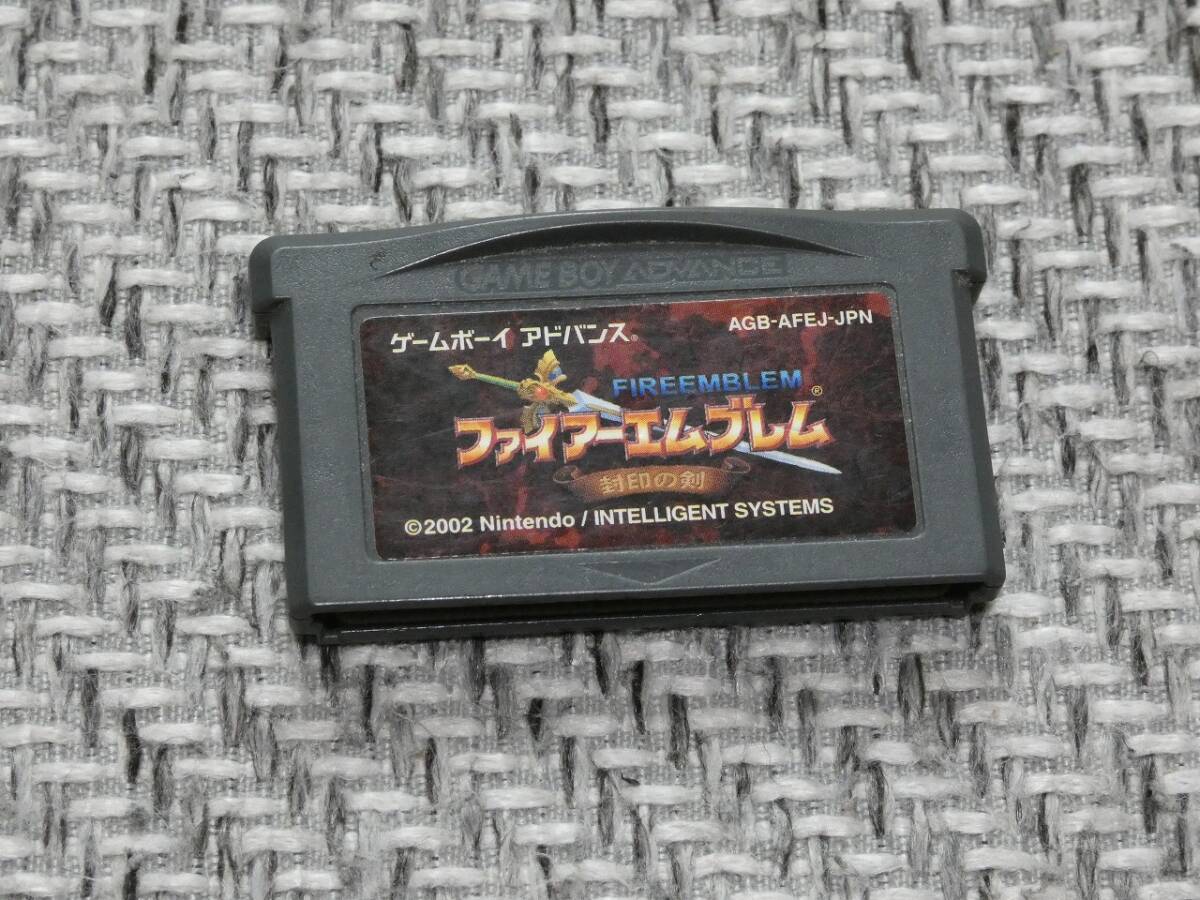 GAME BOY ADVANCE
ゲームボーイ アドバンス®
AGB-AFEJ-JPN
FIREEMBLEM
ファイアーエムブレム®
封印の剣
©2002 Nintendo / INTELLIGENT SYSTEMS